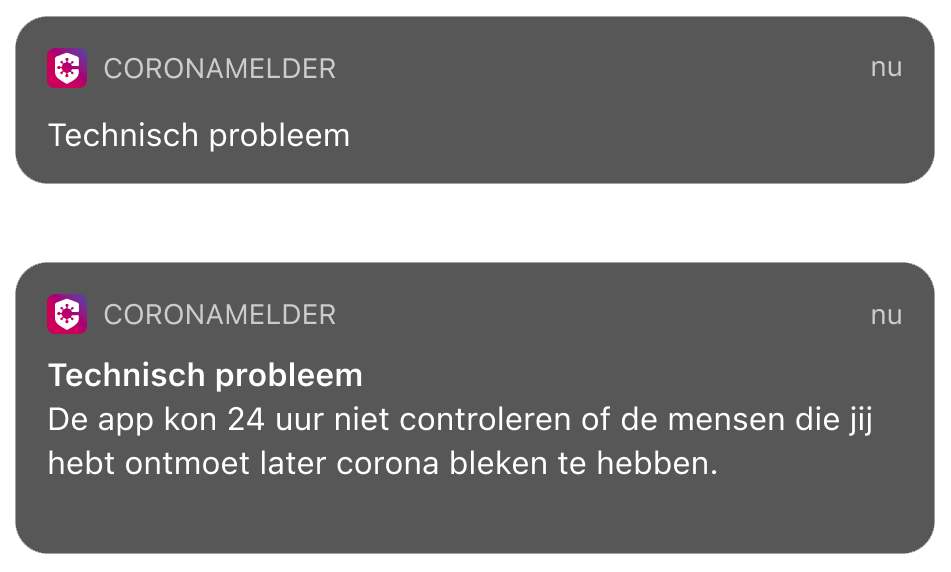 CORONAMELDER nu
Technisch probleem
CORONAMELDER nu
Technisch probleem
De app kon 24 uur niet controleren of de mensen die jij
hebt ontmoet later corona bleken te hebben.